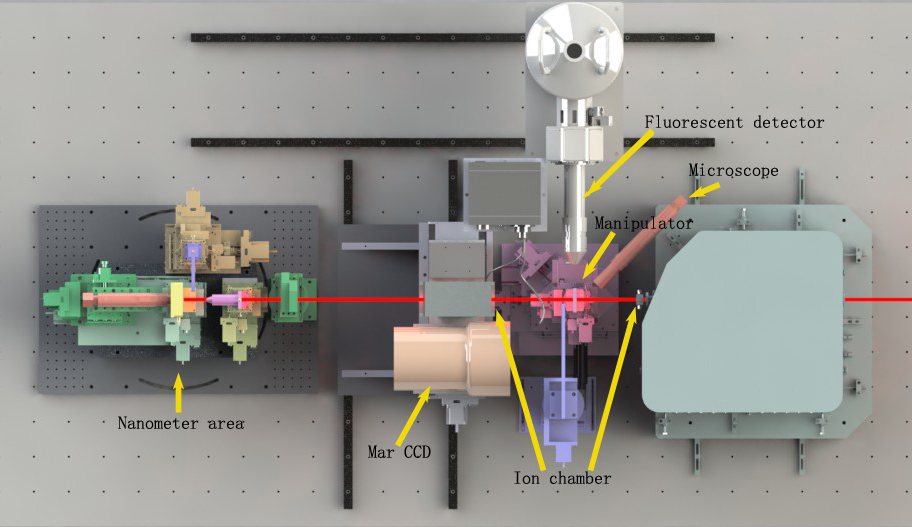 Fluorescent detector
Microscope
Manipulator
Nanometer area
Mar CCD
Ion chamber